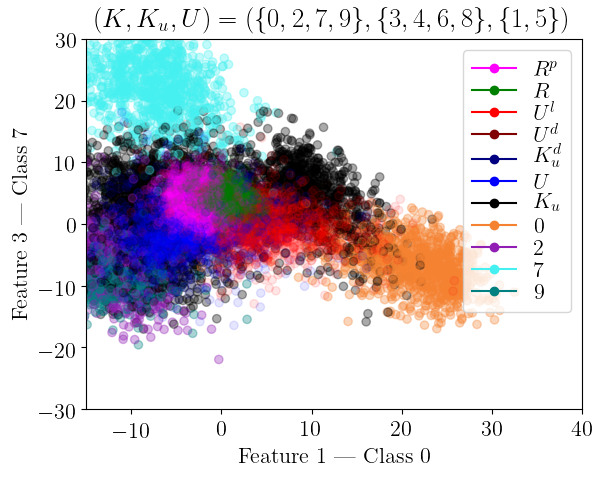 (K, K_u, U) = ({0, 2, 7, 9}, {3, 4, 6, 8}, {1, 5})
30
20
10
0
−10
−20
−30
Feature 3 — Class 7
R^p
R
U^l
U^d
K_u^d
U
K_u
0
2
7
9
−10 0 10 20 30 40
Feature 1 — Class 0